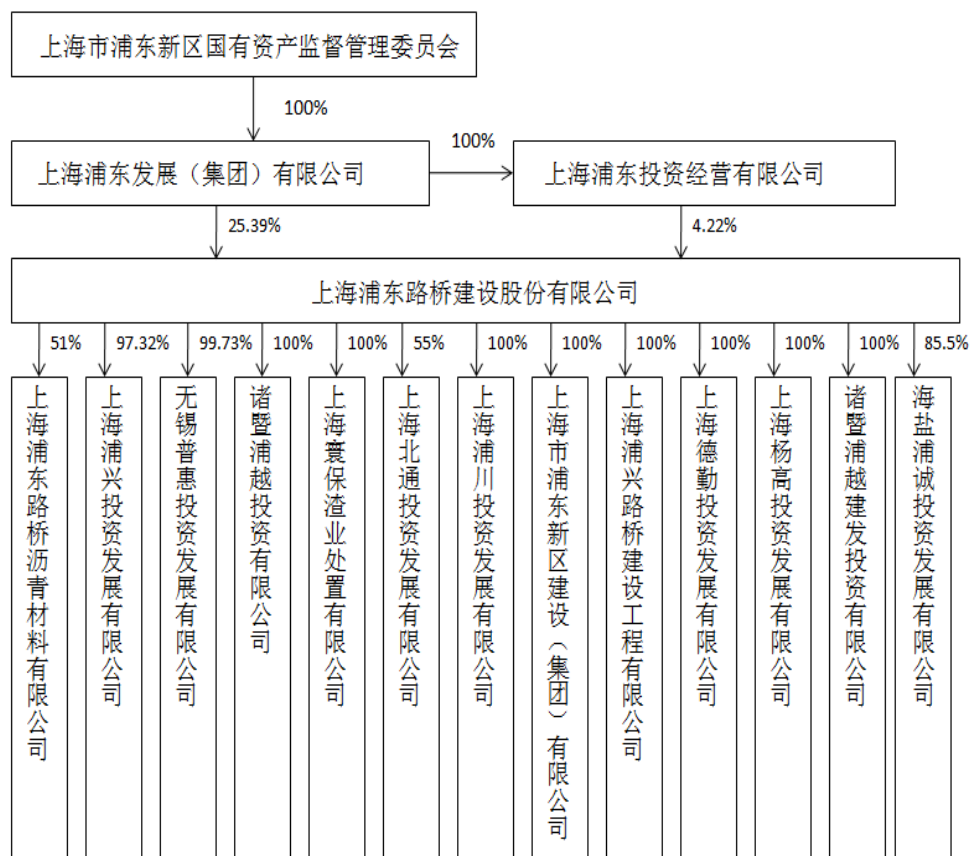 上海市浦东新区国有资产监督管理委员会
100%
100%
上海浦东发展（集团）有限公司
上海浦东投资经营有限公司
25.39%
4.22%
上海浦东路桥建设股份有限公司
51%
97.32%
99.73%
100%
100%
55%
100%
100%
100%
100%
100%
100%
85.5%
上海浦东路桥沥青材料有限公司
上海浦兴投资发展有限公司
无锡普惠投资发展有限公司
诸暨浦越投资有限公司
上海寰保渣业处置有限公司
上海北通投资发展有限公司
上海浦川投资发展有限公司
上海市浦东新区建设（集团）有限公司
上海浦兴路桥建设工程有限公司
上海德勤投资发展有限公司
上海杨高投资发展有限公司
诸暨浦越建发投资有限公司
海盐浦诚投资发展有限公司